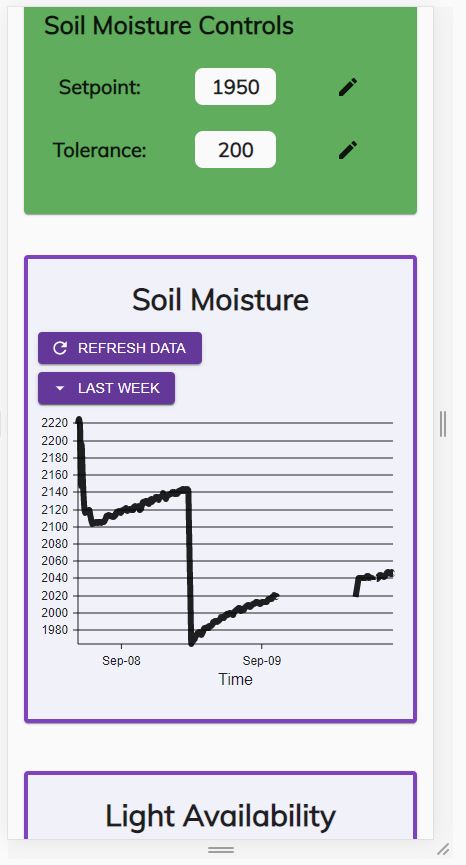 Soil Moisture Controls
Setpoint: 1950
Tolerance: 200
Soil Moisture
REFRESH DATA
LAST WEEK
2220
2200
2180
2160
2140
2120
2100
2080
2060
2040
2020
2000
1980
Sep-08 Sep-09
Time
Light Availability